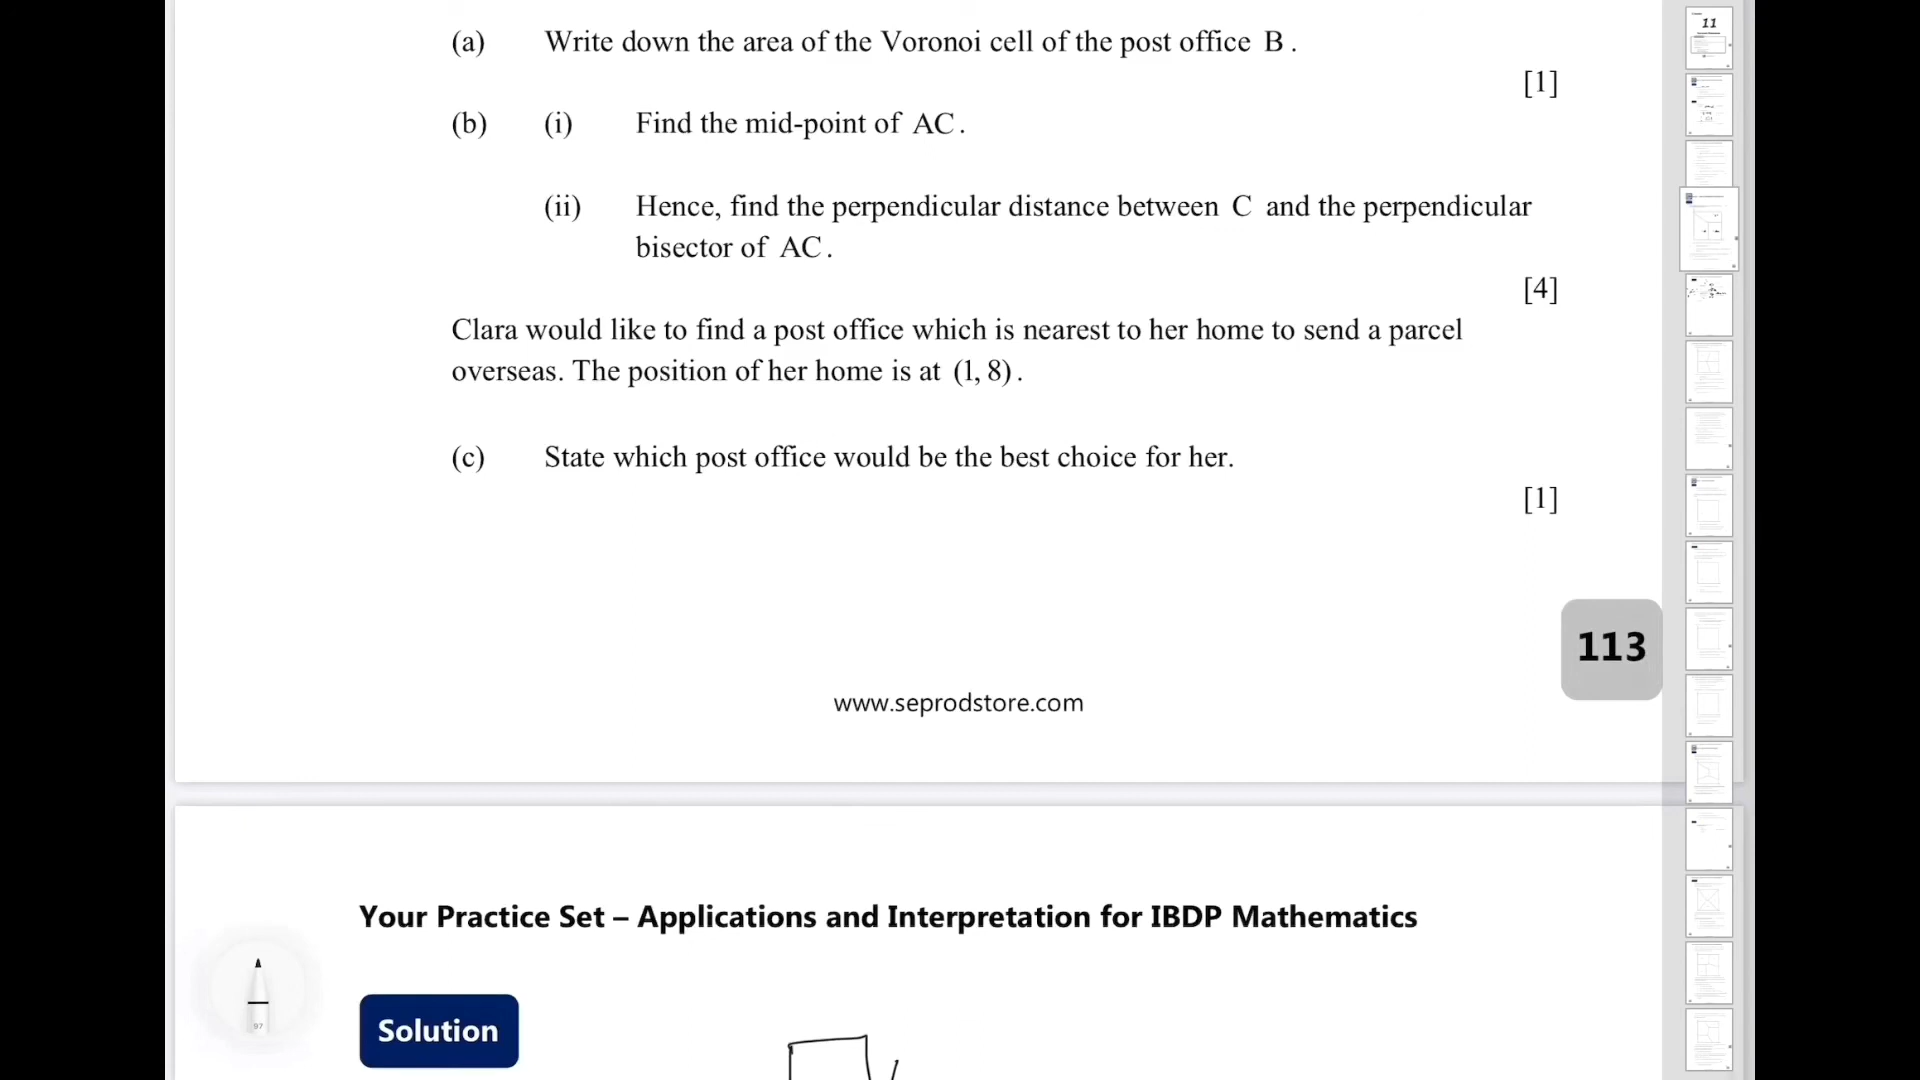 (a) Write down the area of the Voronoi cell of the post office B.
[1]
(b) (i) Find the mid-point of AC.
(ii) Hence, find the perpendicular distance between C and the perpendicular
bisector of AC.
[4]
Clara would like to find a post office which is nearest to her home to send a parcel
overseas. The position of her home is at (1, 8).
(c) State which post office would be the best choice for her.
[1]
113
www.seprodstore.com
Your Practice Set – Applications and Interpretation for IBDP Mathematics
97
Solution
11